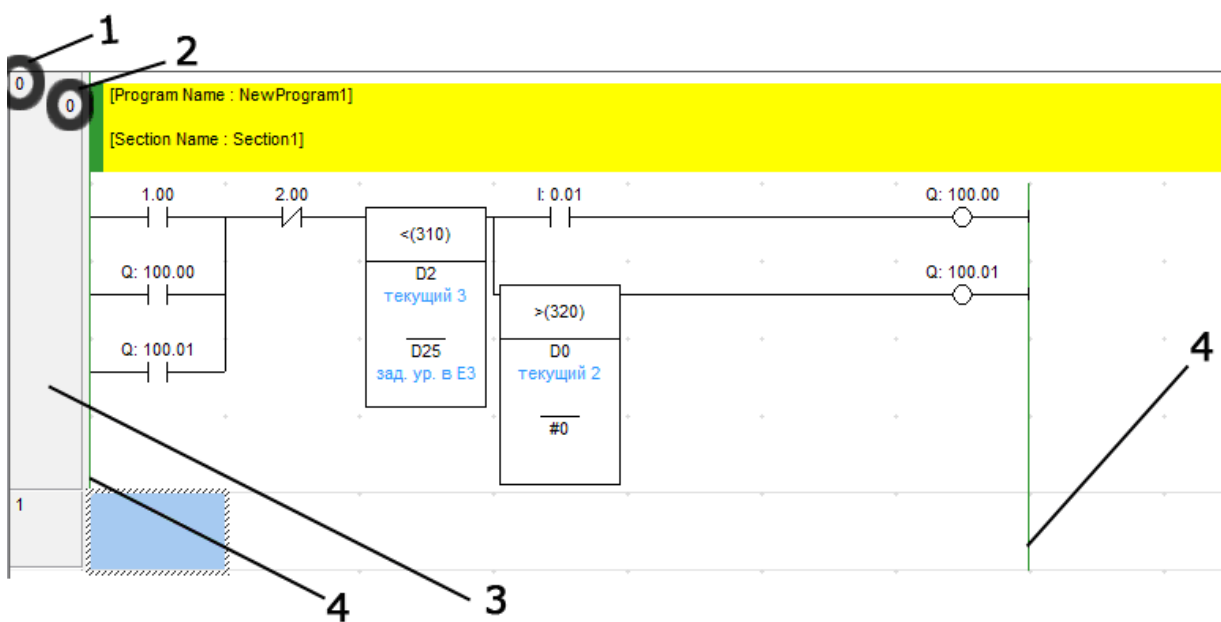 1
2
0
0
[Program Name : NewProgram1]
[Section Name : Section1]
1.00
2.00
I: 0.01
Q: 100.00
<(310)
Q: 100.00
D2
Q: 100.01
текущий 3
>(320)
Q: 100.01
D25
D0
4
зад. ур. в Е3
текущий 2
#0
1
4
3